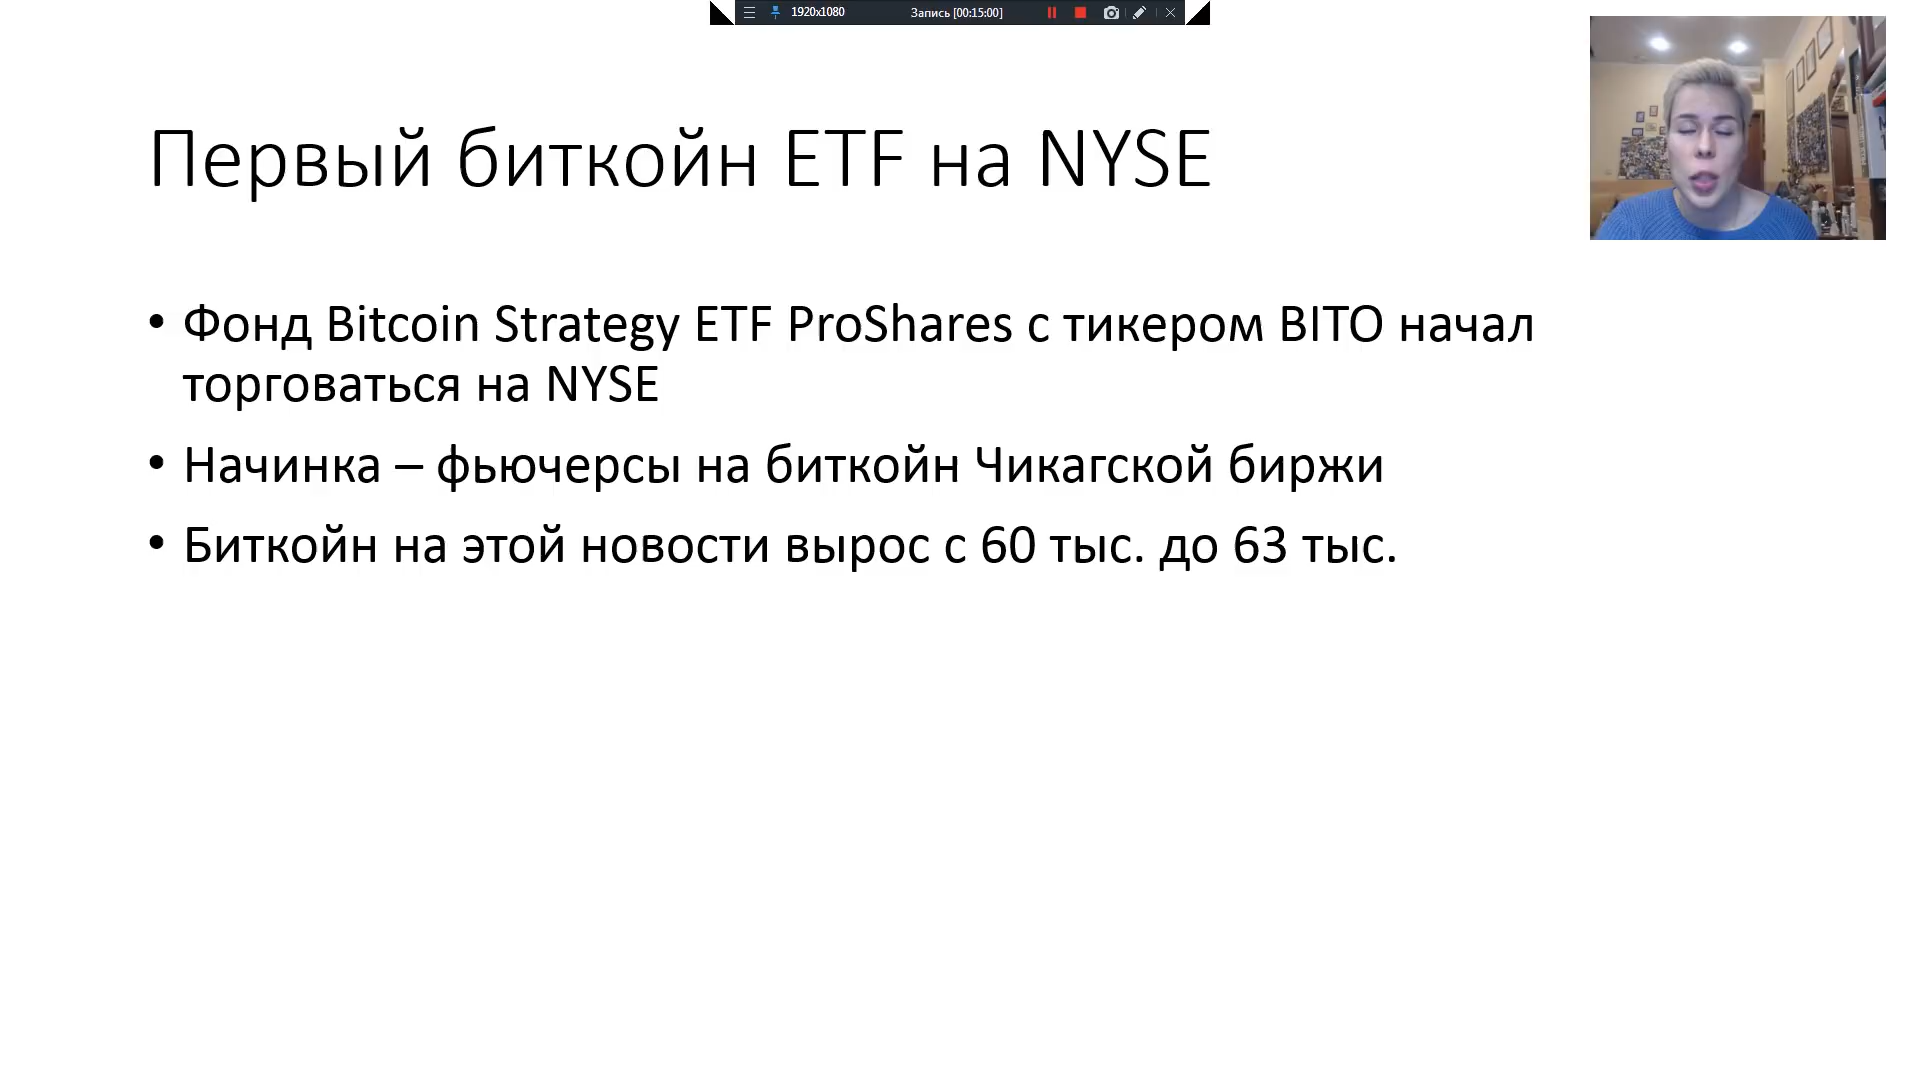 1920x1080 Запись [00:15:00]
Первый биткойн ETF на NYSE
• Фонд Bitcoin Strategy ETF ProShares с тикером BITO начал
торговаться на NYSE
• Начинка – фьючерсы на биткойн Чикагской биржи
• Биткойн на этой новости вырос с 60 тыс. до 63 тыс.